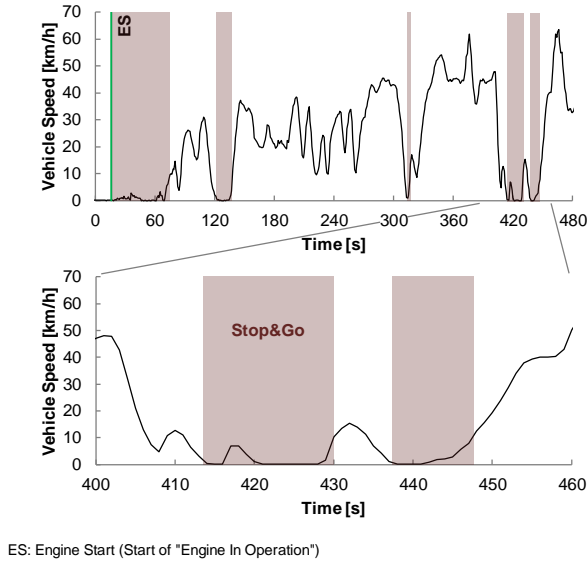 70
60
50
40
30
20
10
0
Vehicle Speed [km/h]
ES
0 60 120 180 240 300 360 420 480
Time [s]
70
60
50
40
30
20
10
0
Vehicle Speed [km/h]
Stop&Go
400 410 420 430 440 450 460
Time [s]
ES: Engine Start (Start of "Engine In Operation")